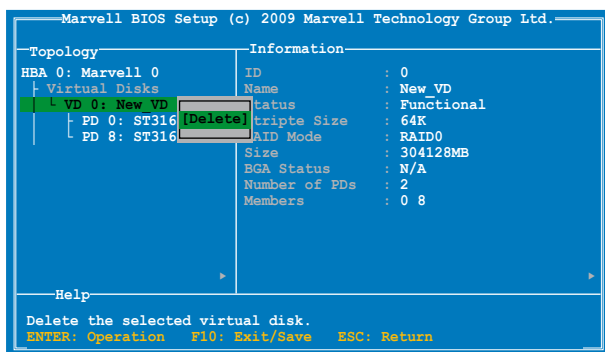 Marvell BIOS Setup (c) 2009 Marvell Technology Group Ltd.
Topology
HBA 0: Marvell 0
Virtual Disks
VD 0: New_VD
PD 0: ST316
PD 8: ST316
[Delete]
Information
ID : 0
Name : New_VD
tatus : Functional
tripte Size : 64K
AID Mode : RAID0
Size : 304128MB
BGA Status : N/A
Number of PDs : 2
Members : 0 8
Help
Delete the selected virtual disk.
ENTER: Operation F10: Exit/Save ESC: Return